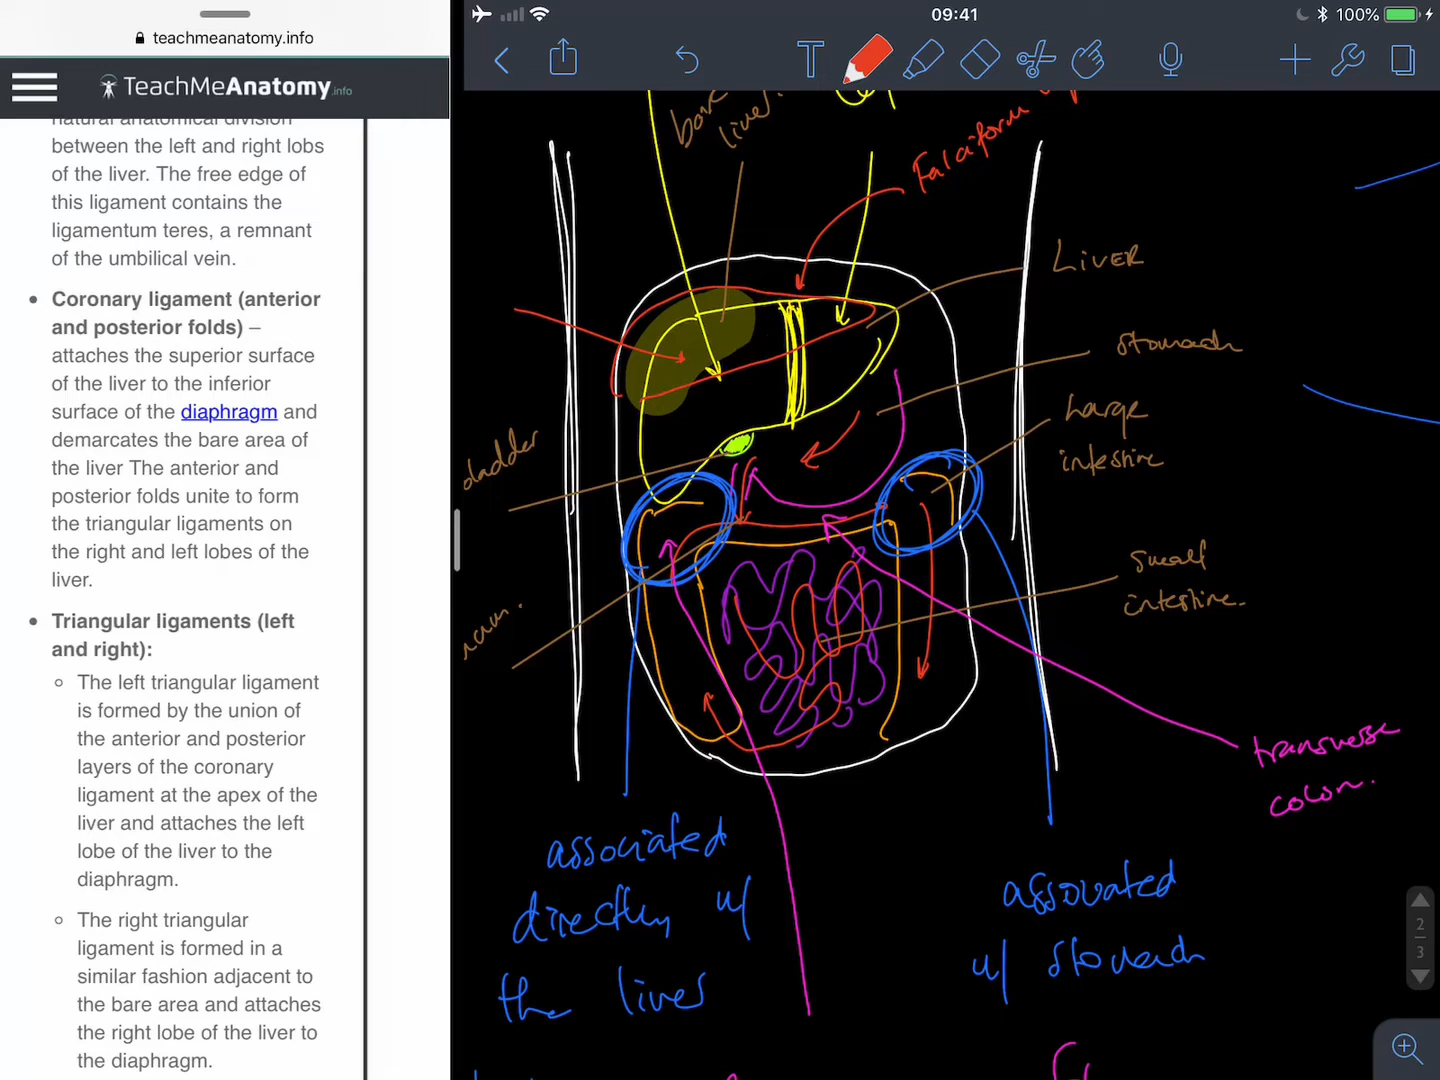 teachmeanatomy.info
TeachMeAnatomy.info
natural anatomical division
between the left and right lobs
of the liver. The free edge of
this ligament contains the
ligamentum teres, a remnant
of the umbilical vein.
Coronary ligament (anterior
and posterior folds) –
attaches the superior surface
of the liver to the inferior
surface of the diaphragm and
demarcates the bare area of
the liver The anterior and
posterior folds unite to form
the triangular ligaments on
the right and left lobes of the
liver.
Triangular ligaments (left
and right):
The left triangular ligament
is formed by the union of
the anterior and posterior
layers of the coronary
ligament at the apex of the
liver and attaches the left
lobe of the liver to the
diaphragm.
The right triangular
ligament is formed in a
similar fashion adjacent to
the bare area and attaches
the right lobe of the liver to
the diaphragm.
09:41
100%
T
liver
Falciform
LIVER
stomach
Large
intestine
small
intestine.
transverse
colon.
associated
directly w/
the liver
associated
w/ stomach
2
3